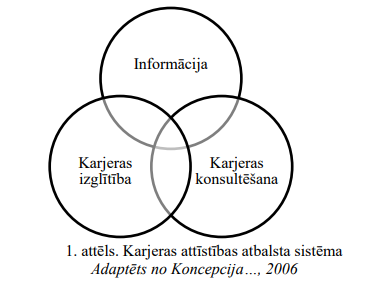 Informācija
Karjeras
izglītība
Karjeras
konsultēšana
1. attēls. Karjeras attīstības atbalsta sistēma
Adaptēts no Koncepcija…, 2006